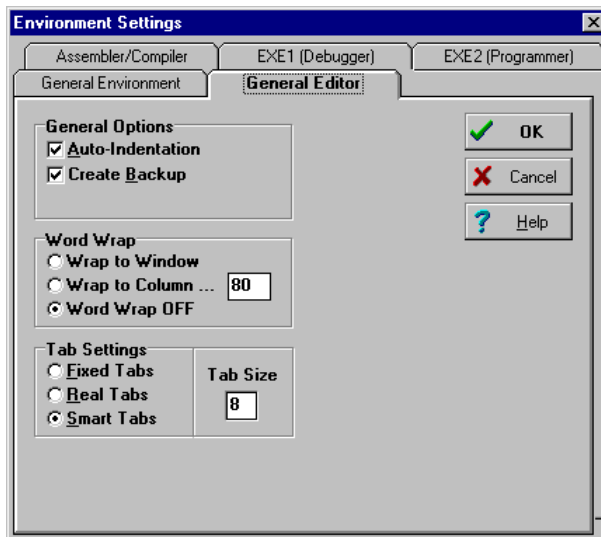 Environment Settings
Assembler/Compiler
EXE1 (Debugger)
EXE2 (Programmer)
General Environment
General Editor
General Options
Auto-Indentation
Create Backup
Word Wrap
Wrap to Window
Wrap to Column ... 80
Word Wrap OFF
Tab Settings
Fixed Tabs
Real Tabs
Smart Tabs
Tab Size
8
OK
Cancel
Help